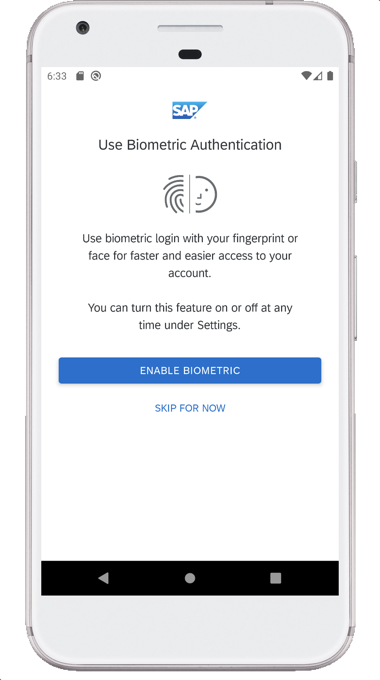 6:33
SAP
Use Biometric Authentication
Use biometric login with your fingerprint or
face for faster and easier access to your
account.
You can turn this feature on or off at any
time under Settings.
ENABLE BIOMETRIC
SKIP FOR NOW